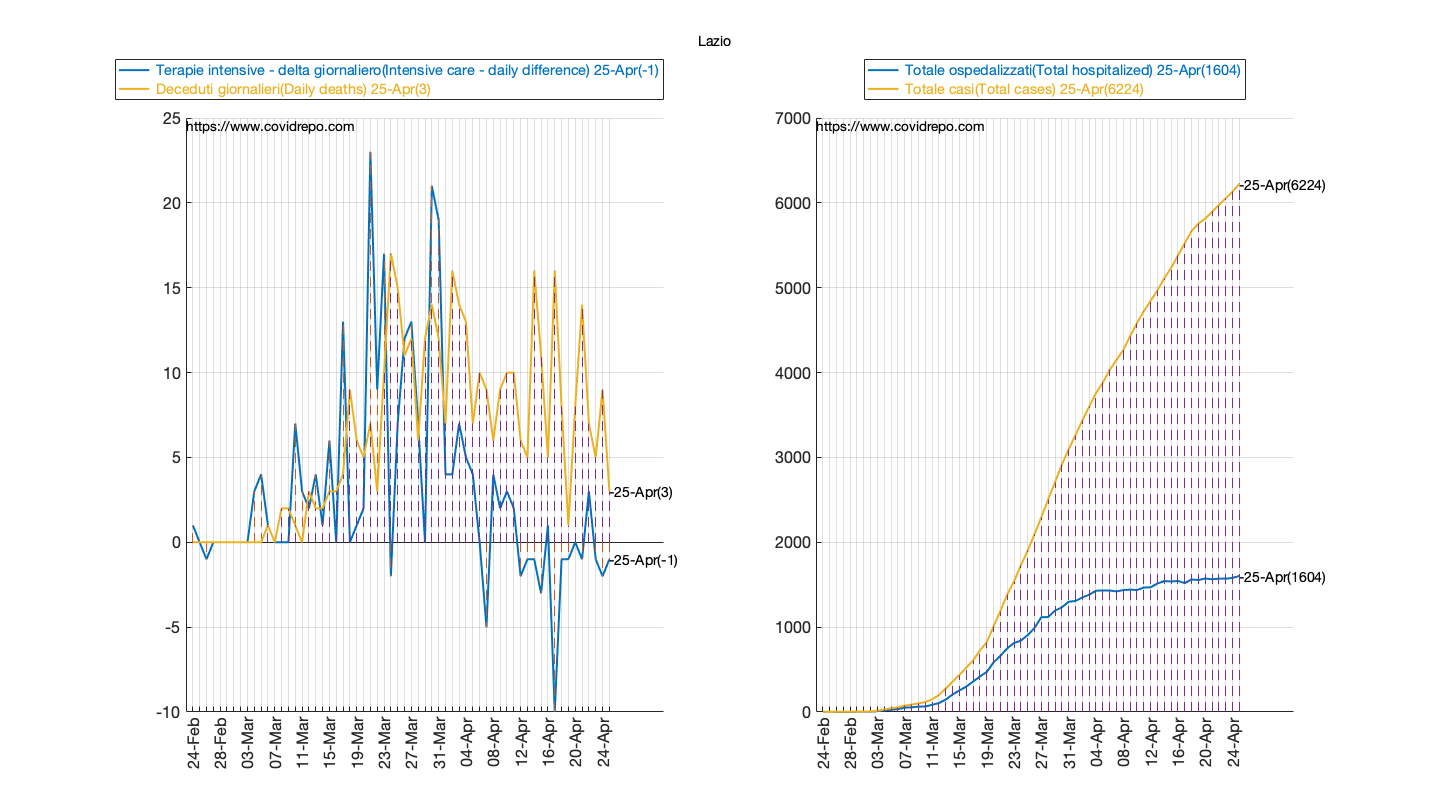 Lazio
Terapie intensive - delta giornaliero(Intensive care - daily difference) 25-Apr(-1)
Deceduti giornalieri(Daily deaths) 25-Apr(3)
https://www.covidrepo.com
25
20
15
10
5
0
-5
-10
-25-Apr(3)
-25-Apr(-1)
24-Feb
28-Feb
03-Mar
07-Mar
11-Mar
15-Mar
19-Mar
23-Mar
27-Mar
31-Mar
04-Apr
08-Apr
12-Apr
16-Apr
20-Apr
24-Apr
Totale ospedalizzati(Total hospitalized) 25-Apr(1604)
Totale casi(Total cases) 25-Apr(6224)
https://www.covidrepo.com
7000
6000
5000
4000
3000
2000
1000
0
-25-Apr(6224)
-25-Apr(1604)
24-Feb
28-Feb
03-Mar
07-Mar
11-Mar
15-Mar
19-Mar
23-Mar
27-Mar
31-Mar
04-Apr
08-Apr
12-Apr
16-Apr
20-Apr
24-Apr